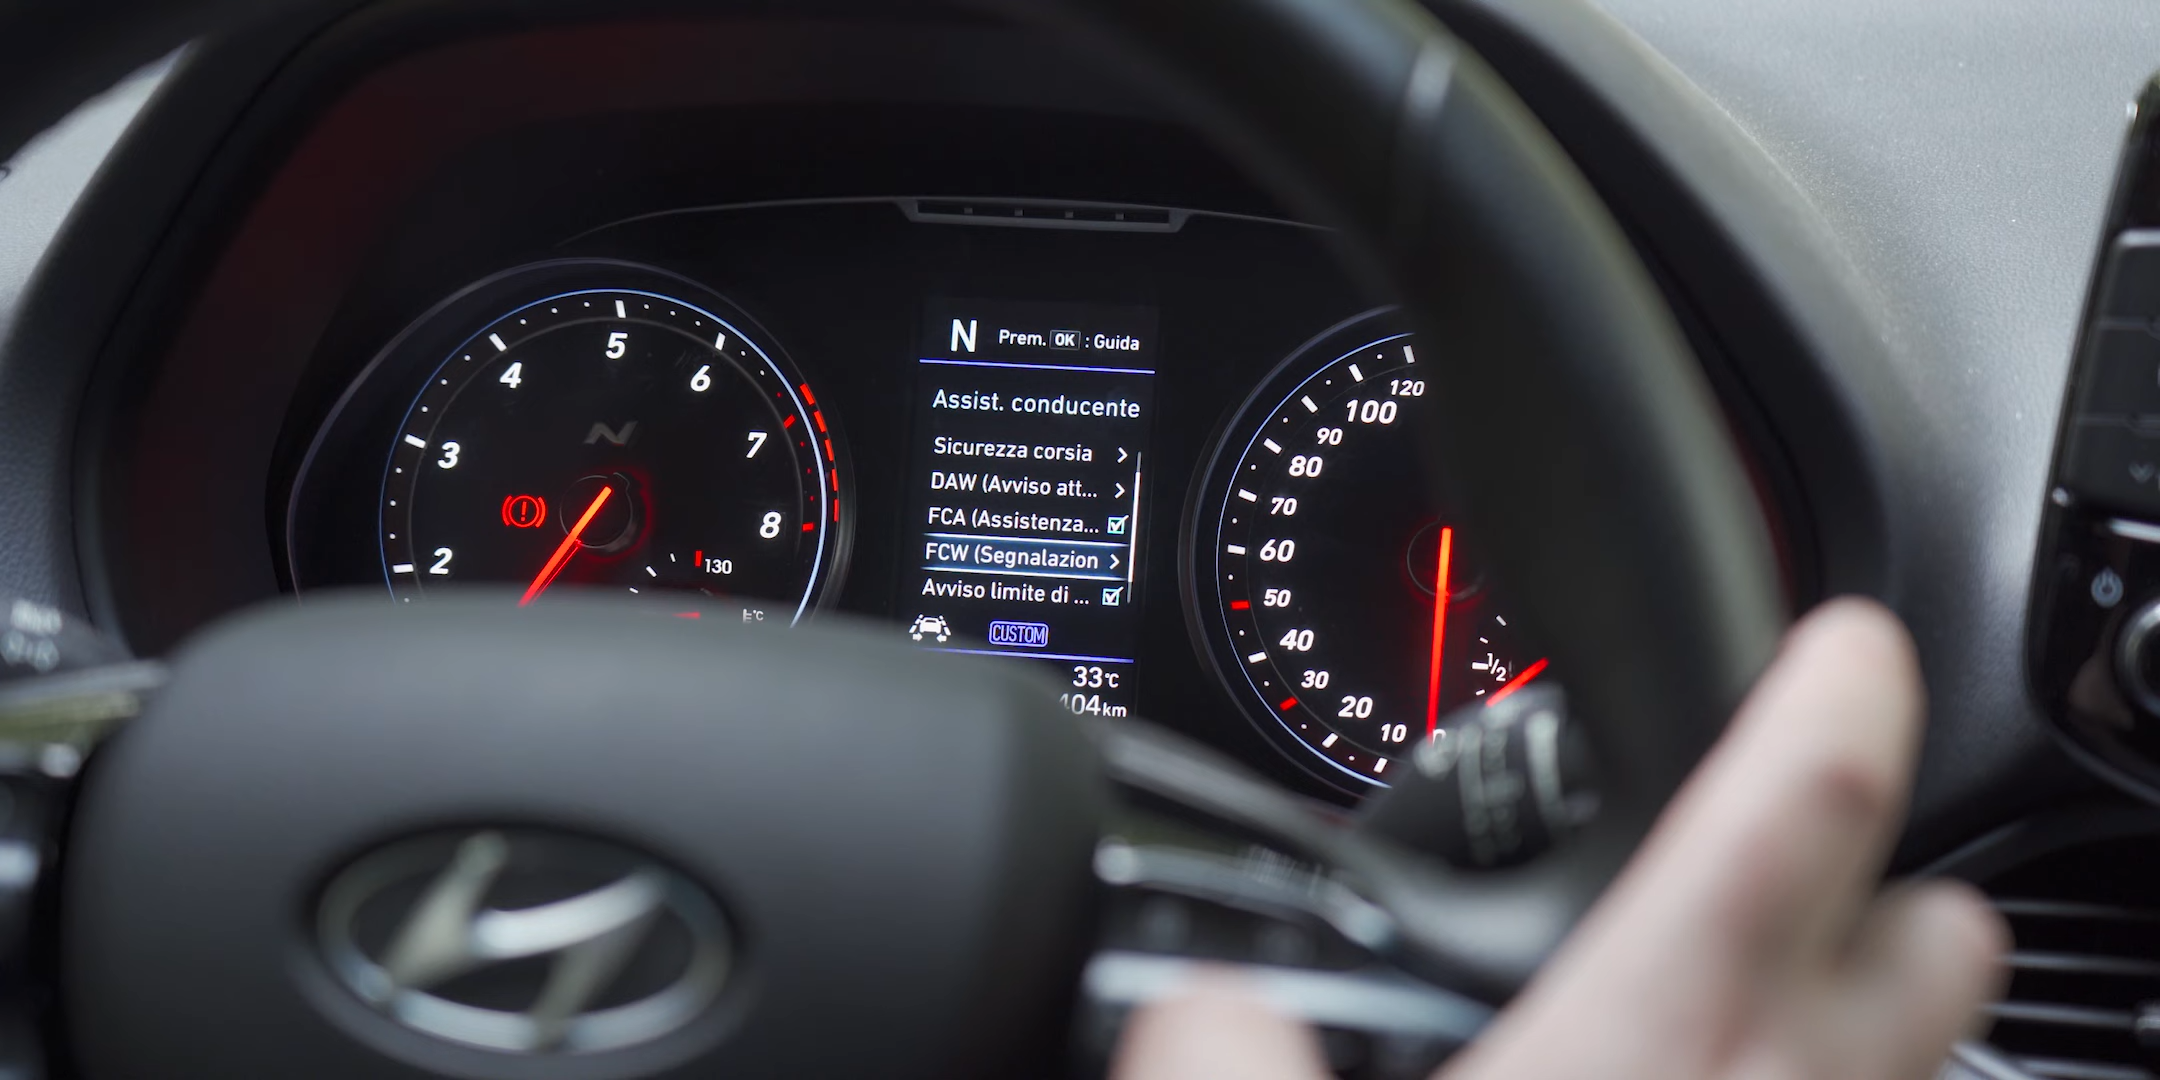 5
4
6
3
7
2
8
130
°C
N
N Prem. OK : Guida
Assist. conducente
Sicurezza corsia
DAW (Avviso att...
FCA (Assistenza...
FCW (Segnalazion
Avviso limite di ...
CUSTOM
33°C
404km
120
100
90
80
70
60
50
40
30
20
10
0
1/2